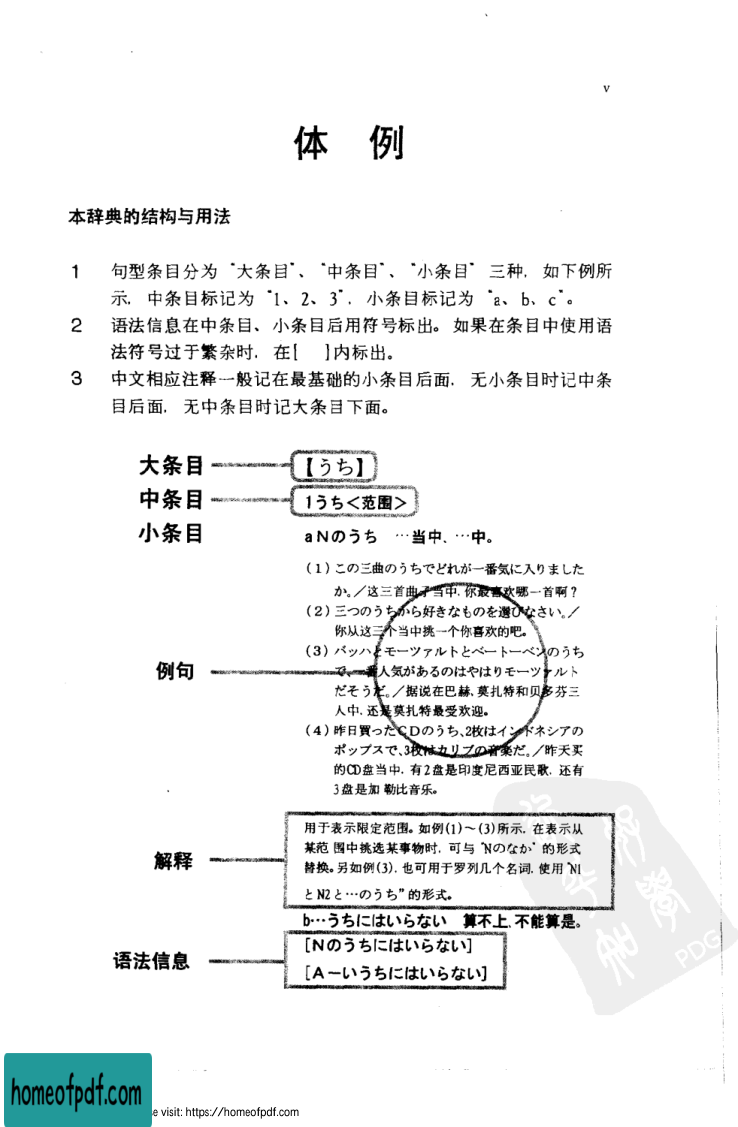 v
体 例
本辞典的结构与用法
1 句型条目分为“大条目”、“中条目”、“小条目”三种，如下例所
示，中条目标记为“1、2、3”，小条目标记为“a、b、c”。
2 语法信息在中条目、小条目后用符号标出。如果在条目中使用语
法符号过于繁杂时，在[ ]内标出。
3 中文相应注释一般记在最基础的小条目后面，无小条目时记中条
目后面，无中条目时记大条目下面。
大条目 【うち】
中条目 1うち<范围>
小条目 aNのうち …当中、…中。
(1)この三曲のうちでどれが一番気に入りました
か。／这三首曲子当中,你最喜欢哪一首啊？
(2)三つのうちから好きなものを選びなさい。／
你从这三个当中挑一个你喜欢的吧。
(3)バッハとモーツァルトとベートーベンのうち
例句 で、一番人気があるのはやはりモーツァルト
だそうだ。／据说在巴赫,莫扎特和贝多芬三
人中,还是莫扎特最受欢迎。
(4)昨日買ったCDのうち、2枚はインドネシアの
ポップスで、3枚はカリブの音楽だ。／昨天买
的CD盘当中,有2盘是印度尼西亚民歌,还有
3盘是加勒比音乐。
用于表示限定范围。如例(1)～(3)所示,在表示从
某范围中挑选某事物时,可与“Nのなか”的形式
解释 替换。另如例(3),也可用于罗列几个名词,使用“N1
とN2と…のうち”的形式。
b…うちにはいらない 算不上,不能算是。
语法信息 [Nのうちにはいらない]
[A－いうちにはいらない]
PDG
homeofpdf.com
e visit: https://homeofpdf.com